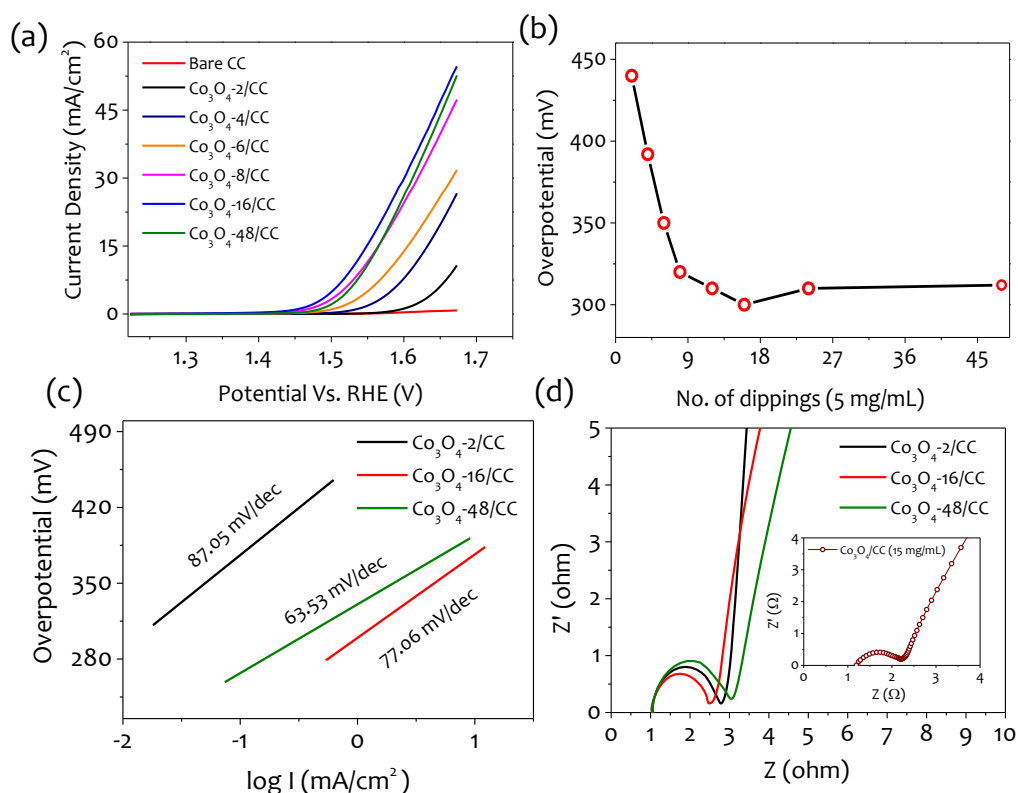 (a)
60
45
30
15
0
Current Density (mA/cm²)
Bare CC
Co₃O₄-2/CC
Co₃O₄-4/CC
Co₃O₄-6/CC
Co₃O₄-8/CC
Co₃O₄-16/CC
Co₃O₄-48/CC
1.3 1.4 1.5 1.6 1.7
Potential Vs. RHE (V)
(b)
450
400
350
300
Overpotential (mV)
0 9 18 27 36 45
No. of dippings (5 mg/mL)
(c)
490
420
350
280
Overpotential (mV)
Co₃O₄-2/CC
Co₃O₄-16/CC
Co₃O₄-48/CC
87.05 mV/dec
63.53 mV/dec
77.06 mV/dec
-2 -1 0 1
log I (mA/cm²)
(d)
5
4
3
2
1
0
Z' (ohm)
Co₃O₄-2/CC
Co₃O₄-16/CC
Co₃O₄-48/CC
4
3
2
1
0
Z' (Ω)
Co₃O₄/CC (15 mg/mL)
0 1 2 3 4
Z (Ω)
0 1 2 3 4 5 6 7 8 9 10
Z (ohm)